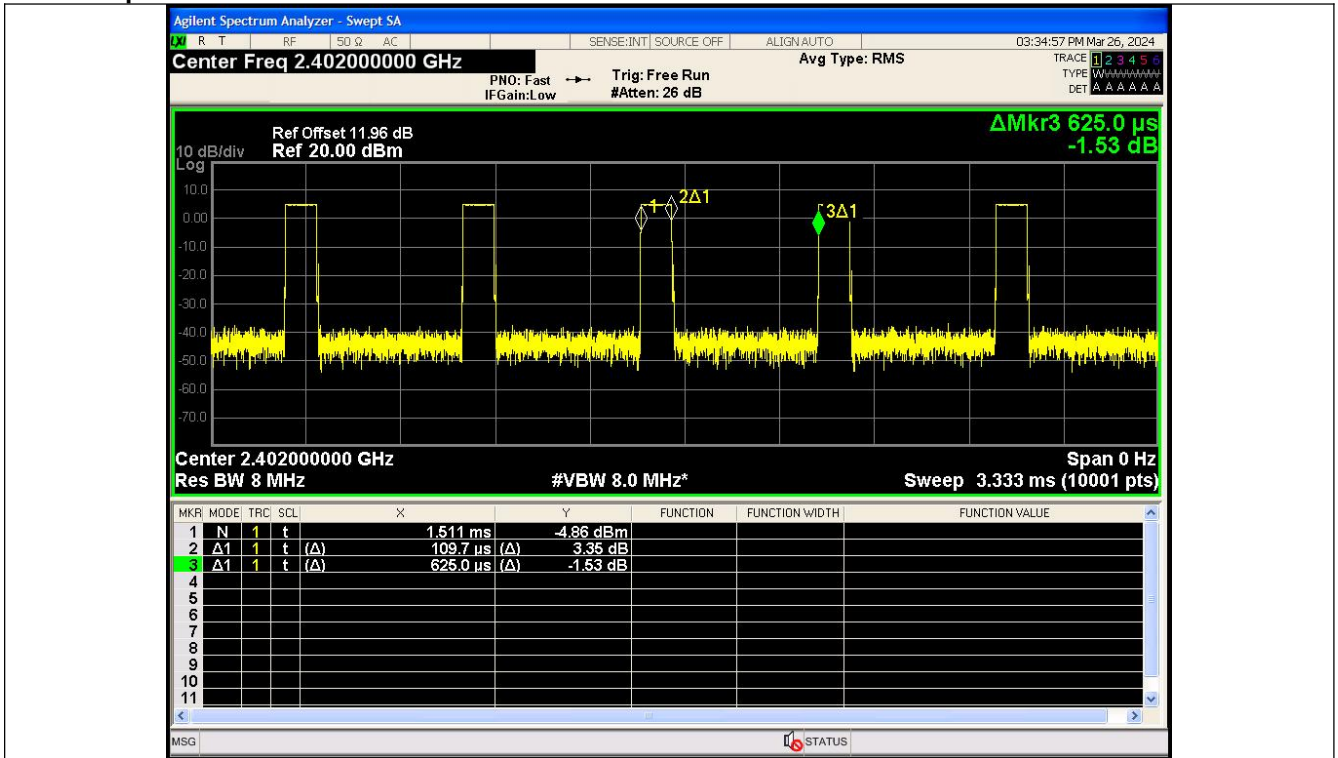 Agilent Spectrum Analyzer - Swept SA
LXI R T RF 50 Ω AC SENSE:INT SOURCE OFF ALIGN AUTO 03:34:57 PM Mar 26, 2024
Center Freq 2.402000000 GHz Avg Type: RMS TRACE 1 2 3 4 5 6
PNO: Fast Trig: Free Run TYPE W
IFGain:Low #Atten: 26 dB DET A A A A A A
ΔMkr3 625.0 µs
Ref Offset 11.96 dB
10 dB/div Ref 20.00 dBm -1.53 dB
Log
10.0
2Δ1
1
3Δ1
0.00
-10.0
-20.0
-30.0
-40.0
-50.0
-60.0
-70.0
Center 2.402000000 GHz Span 0 Hz
Res BW 8 MHz #VBW 8.0 MHz* Sweep 3.333 ms (10001 pts)
MKR MODE TRC SCL X Y FUNCTION FUNCTION WIDTH FUNCTION VALUE
1 N 1 t 1.511 ms -4.86 dBm
2 Δ1 1 t (Δ) 109.7 µs (Δ) 3.35 dB
3 Δ1 1 t (Δ) 625.0 µs (Δ) -1.53 dB
4
5
6
7
8
9
10
11
MSG STATUS